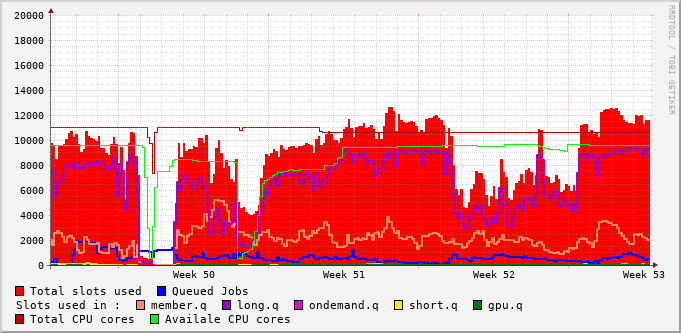 20000
18000
16000
14000
12000
10000
8000
6000
4000
2000
0
Week 50 Week 51 Week 52 Week 53
Total slots used Queued Jobs
Slots used in : member.q long.q ondemand.q short.q gpu.q
Total CPU cores Availale CPU cores
RRDTOOL / TOBI OETIKER